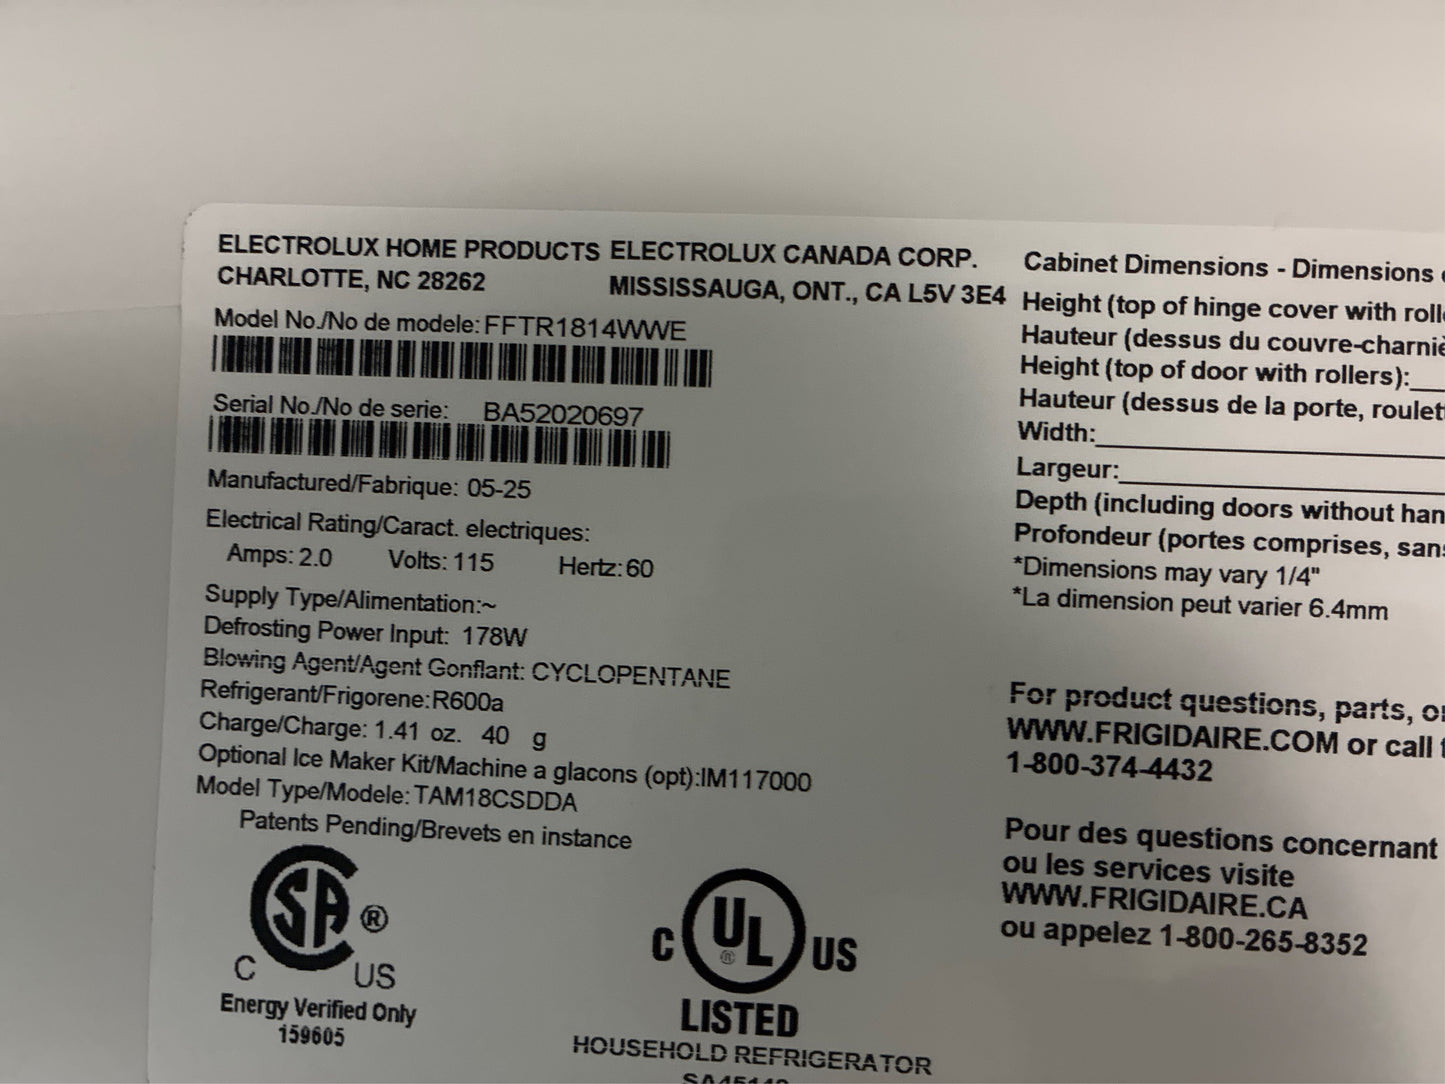 ELECTROLUX HOME PRODUCTS
CHARLOTTE, NC 28262
ELECTROLUX CANADA CORP.
MISSISSAUGA, ONT., CA L5V 3E4
Model No./No de modele: FFTR1814WWE
Serial No./No de serie: BA52020697
Manufactured/Fabrique: 05-25
Electrical Rating/Caract. electriques:
Amps: 2.0 Volts: 115 Hertz: 60
Supply Type/Alimentation:~
Defrosting Power Input: 178W
Blowing Agent/Agent Gonflant: CYCLOPENTANE
Refrigerant/Frigorene:R600a
Charge/Charge: 1.41 oz. 40 g
Optional Ice Maker Kit/Machine a glacons (opt):IM117000
Model Type/Modele: TAM18CSDDA
Patents Pending/Brevets en instance
SA ®
C US
Energy Verified Only
159605
C UL ® US
LISTED
HOUSEHOLD REFRIGERATOR
Cabinet Dimensions - Dimensions
Height (top of hinge cover with
Hauteur (dessus du
Height (top of door with rollers):
Hauteur (dessus de la porte,
Width:
Largeur:
Depth (including doors without
Profondeur (portes comprises,
*Dimensions may vary 1/4"
*La dimension peut varier 6.4mm
For product questions, parts,
WWW.FRIGIDAIRE.COM or call
1-800-374-4432
Pour des questions concernant
ou les services visite
WWW.FRIGIDAIRE.CA
ou appelez 1-800-265-8352